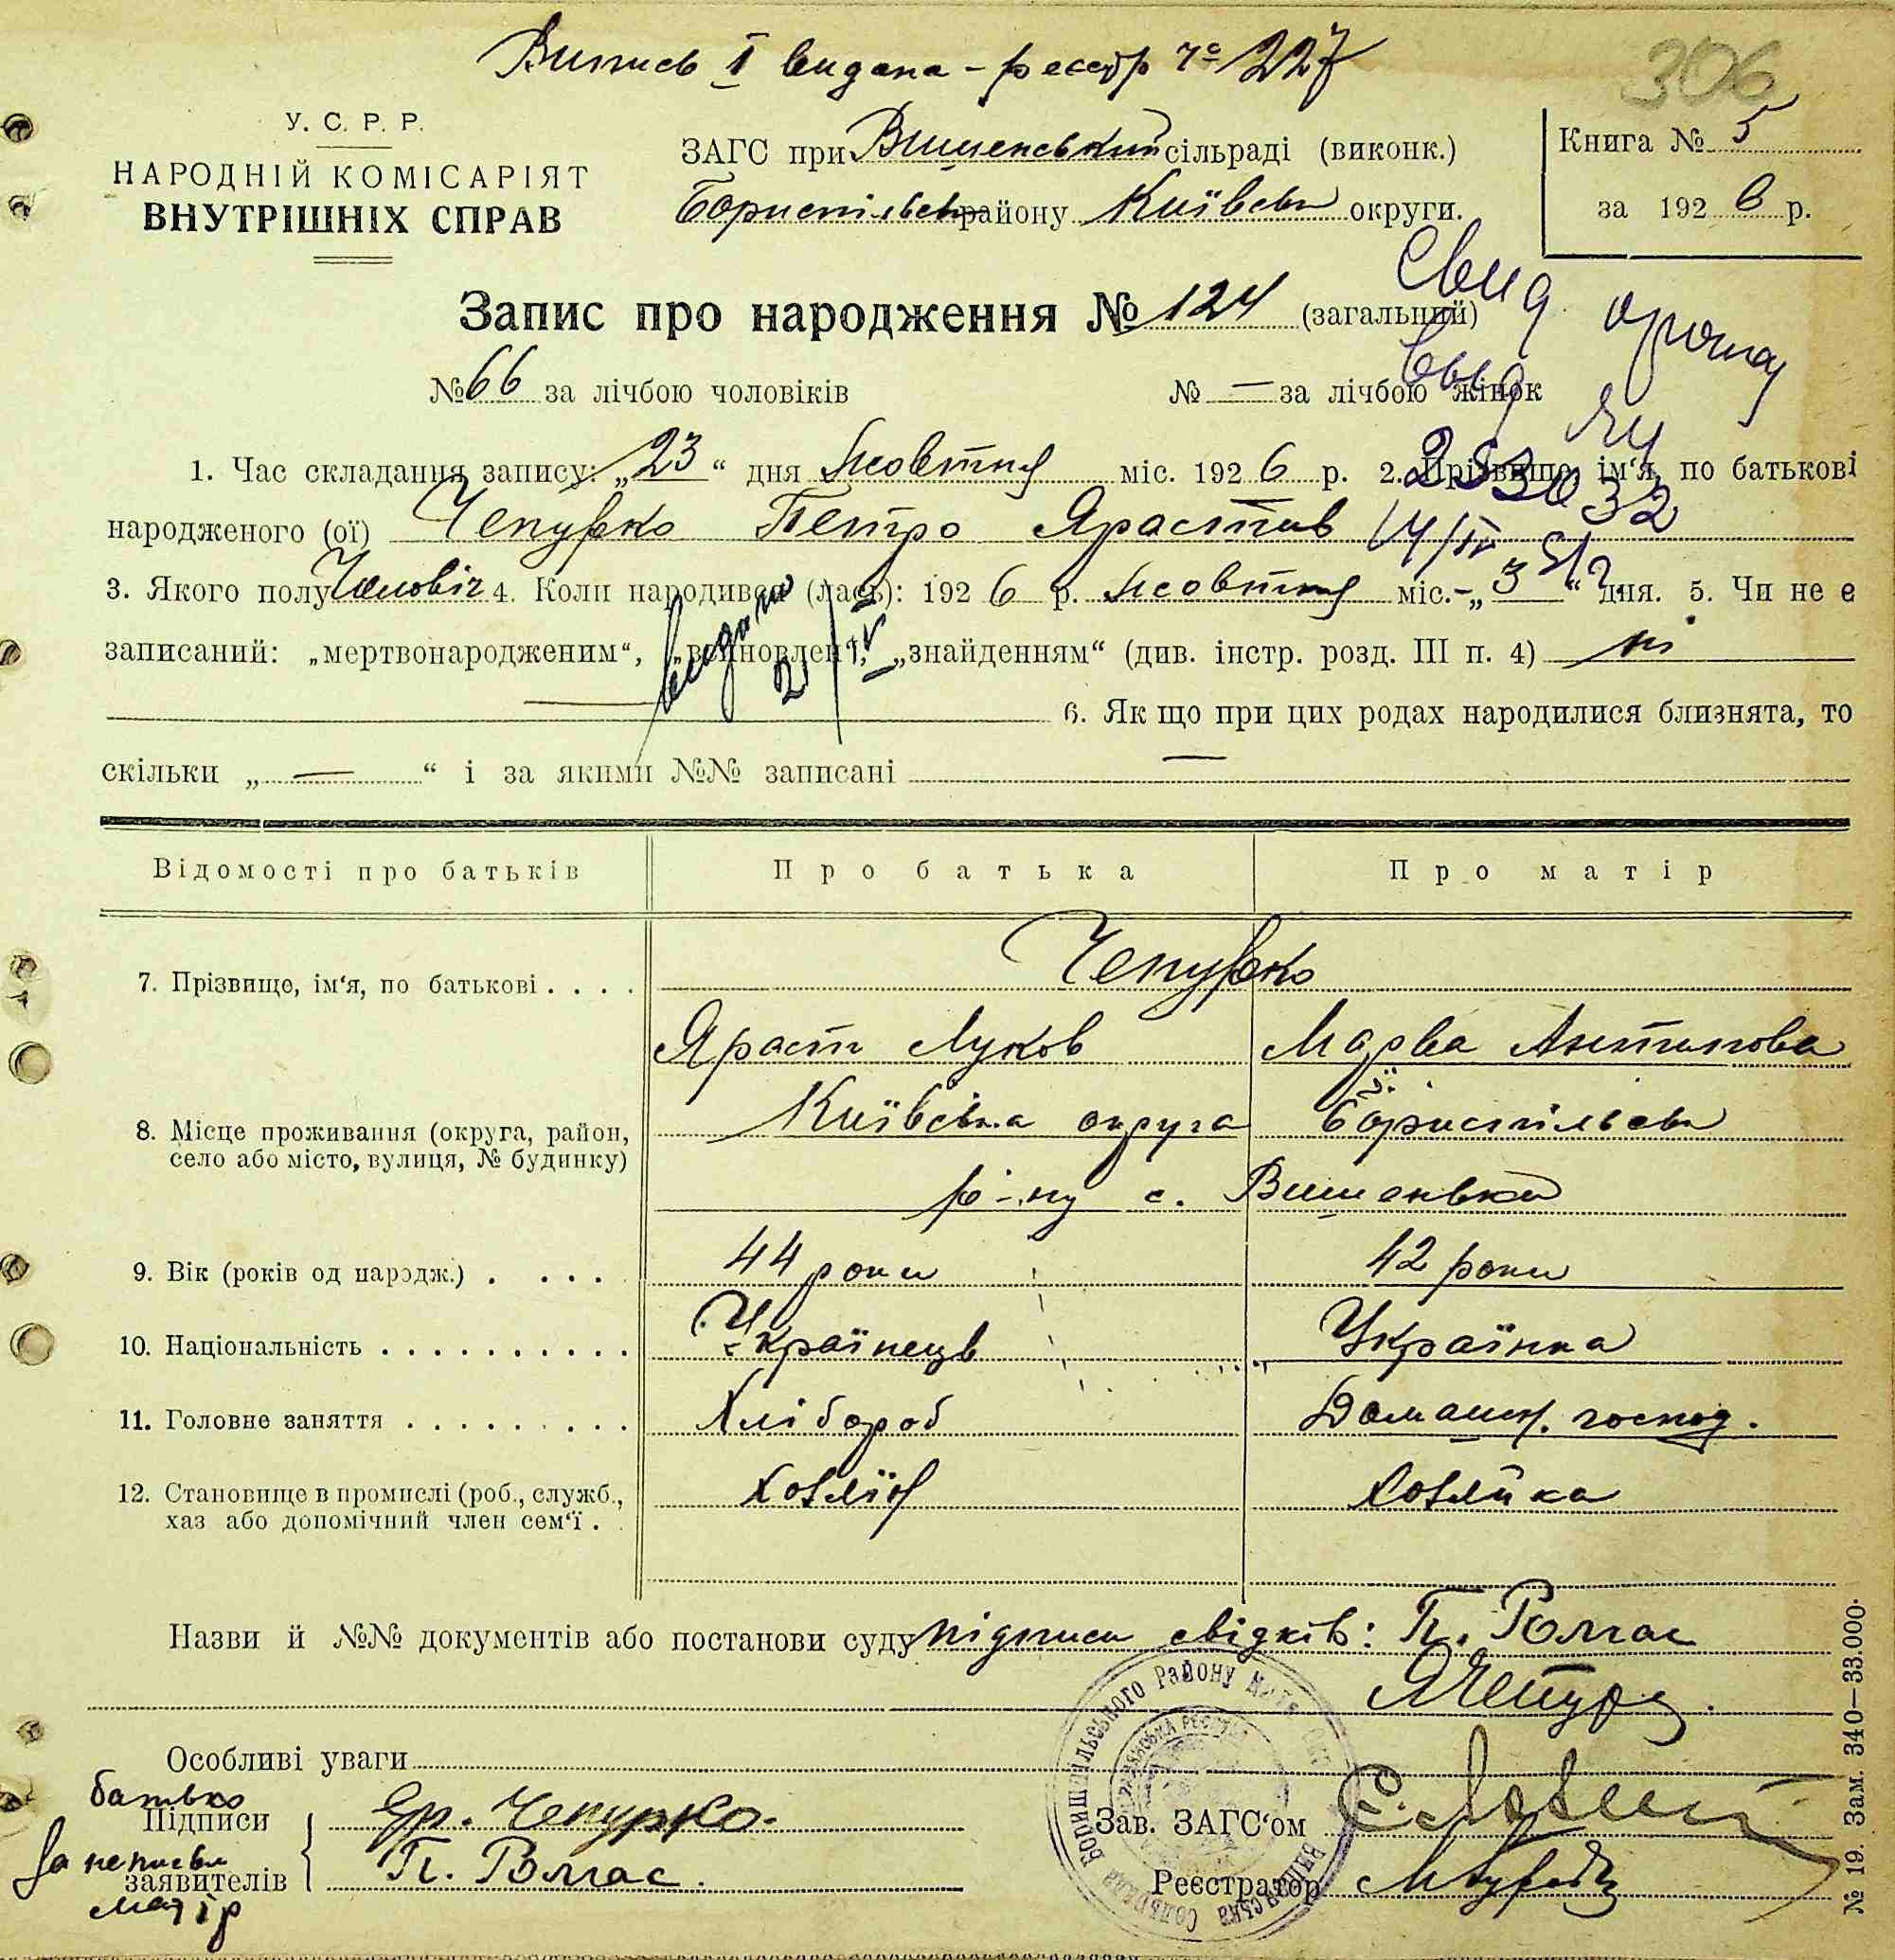 Випись I видана – реєстр № 227
306
У. С. Р. Р.
НАРОДНІЙ КОМІСАРІЯТ
ВНУТРІШНІХ СПРАВ
ЗАГС при Вишенській сільраді (виконк.)
Бориспільськ району Київськ округи.
Книга № 5
за 1926 р.
Запис про народження № 124 (загальний)
№ 66 за лічбою чоловіків № — за лічбою жінок
1. Час складання запису: „23“ дня Жовтня міс. 1926 р. 2. Прізвище, ім‘я, по батькові
народженого (ої) Чепурко Петро Ярастів
3. Якого полу Чоловіч 4. Коли народився (лась): 1926 р. Жовтня міс.-„3“ дня. 5. Чи не є
записаний: „мертвонародженим“, „знайденням“ (див. інстр. розд. III п. 4) ні
видана
6. Як що при цих родах народилися близнята, то
скільки „ — “ і за якими №№ записані —
Відомості про батьків Про батька Про матір
7. Прізвище, ім‘я, по батькові . . . . Чепурко
Яраст Луков Марва Антипова
8. Місце проживання (округа, район, село або місто, вулиця, № будинку) Київська округа Бориспільськ
р-ну с. Вишеньки
9. Вік (років од народж.) . . . . 44 роки 42 роки
10. Національність . . . . . . . . . . Українець Українка
11. Головне заняття . . . . . . . . . Хлібороб Домашн. господ.
12. Становище в промислі (роб., служб., хаз або допомічний член сем‘ї . . Хозяїн Хозяйка
Назви й №№ документів або постанови суду підписи свідків:
Особливі уваги
батько
Підписи Яр. Чепурко.
За неписьм
заявителів
матір
Зав. ЗАГС‘ом
Реєстратор
№ 19. Зам. 340—33.000.